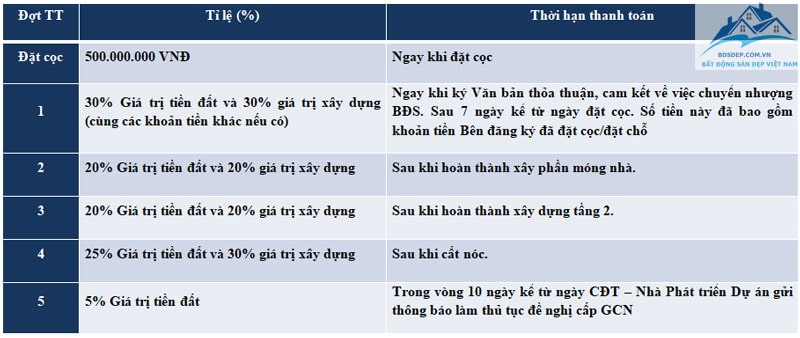 Đợt TT
Tỉ lệ (%)
Thời hạn thanh toán
BDSDEP.COM.VN
BẤT ĐỘNG SẢN ĐẸP VIỆT NAM
Đặt cọc
500.000.000 VNĐ
Ngay khi đặt cọc
1
30% Giá trị tiền đất và 30% giá trị xây dựng
(cùng các khoản tiền khác nếu có)
Ngay khi ký Văn bản thỏa thuận, cam kết về việc chuyển nhượng
BĐS. Sau 7 ngày kể từ ngày đặt cọc. Số tiền này đã bao gồm
khoản tiền Bên đăng ký đã đặt cọc/đặt chỗ
2
20% Giá trị tiền đất và 20% giá trị xây dựng
Sau khi hoàn thành xây phần móng nhà.
3
20% Giá trị tiền đất và 20% giá trị xây dựng
Sau khi hoàn thành xây dựng tầng 2.
4
25% Giá trị tiền đất và 30% giá trị xây dựng
Sau khi cất nóc.
5
5% Giá trị tiền đất
Trong vòng 10 ngày kể từ ngày CĐT – Nhà Phát triển Dự án gửi
thông báo làm thủ tục đề nghị cấp GCN